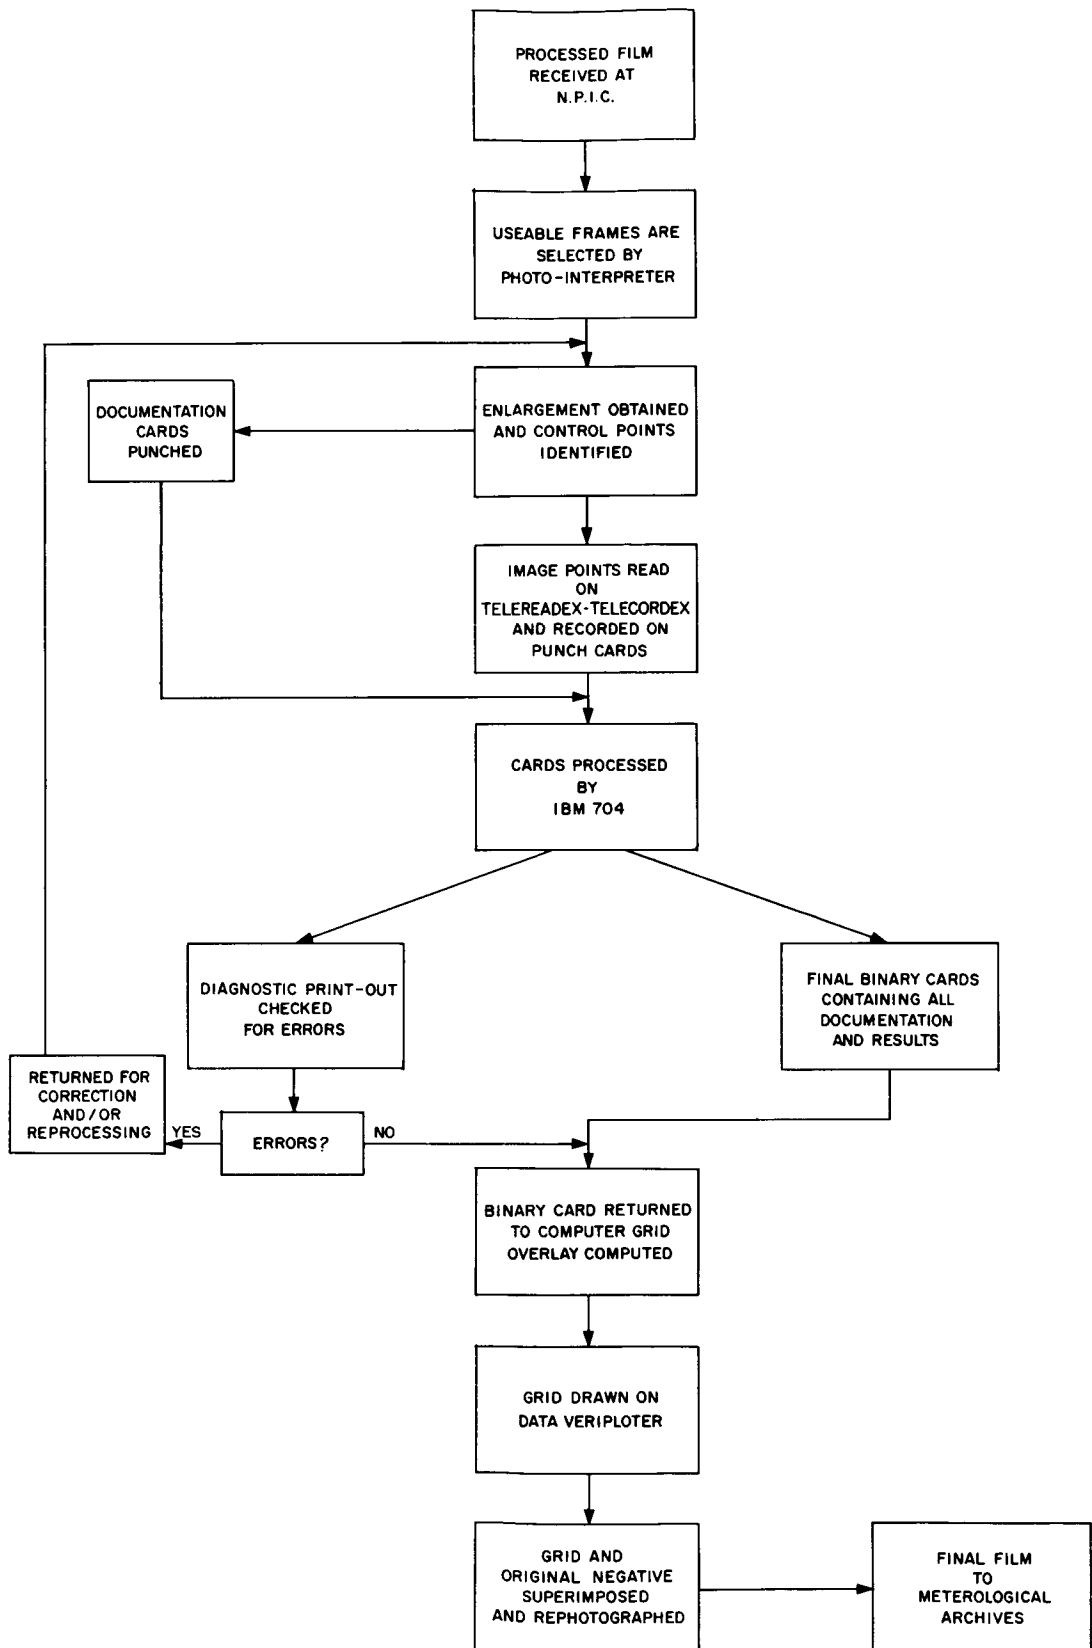 PROCESSED FILM
RECEIVED AT
N.P.I.C.
USEABLE FRAMES ARE
SELECTED BY
PHOTO-INTERPRETER
ENLARGEMENT OBTAINED
AND CONTROL POINTS
IDENTIFIED
DOCUMENTATION
CARDS
PUNCHED
IMAGE POINTS READ
ON
TELEREADEX-TELECORDEX
AND RECORDED ON
PUNCH CARDS
CARDS PROCESSED
BY
IBM 704
DIAGNOSTIC PRINT-OUT
CHECKED
FOR ERRORS
FINAL BINARY CARDS
CONTAINING ALL
DOCUMENTATION
AND RESULTS
RETURNED FOR
CORRECTION
AND/OR
REPROCESSING
YES
ERRORS?
NO
BINARY CARD RETURNED
TO COMPUTER GRID
OVERLAY COMPUTED
GRID DRAWN ON
DATA VERIPLOTER
GRID AND
ORIGINAL NEGATIVE
SUPERIMPOSED
AND REPHOTOGRAPHED
FINAL FILM
TO
METEROLOGICAL
ARCHIVES